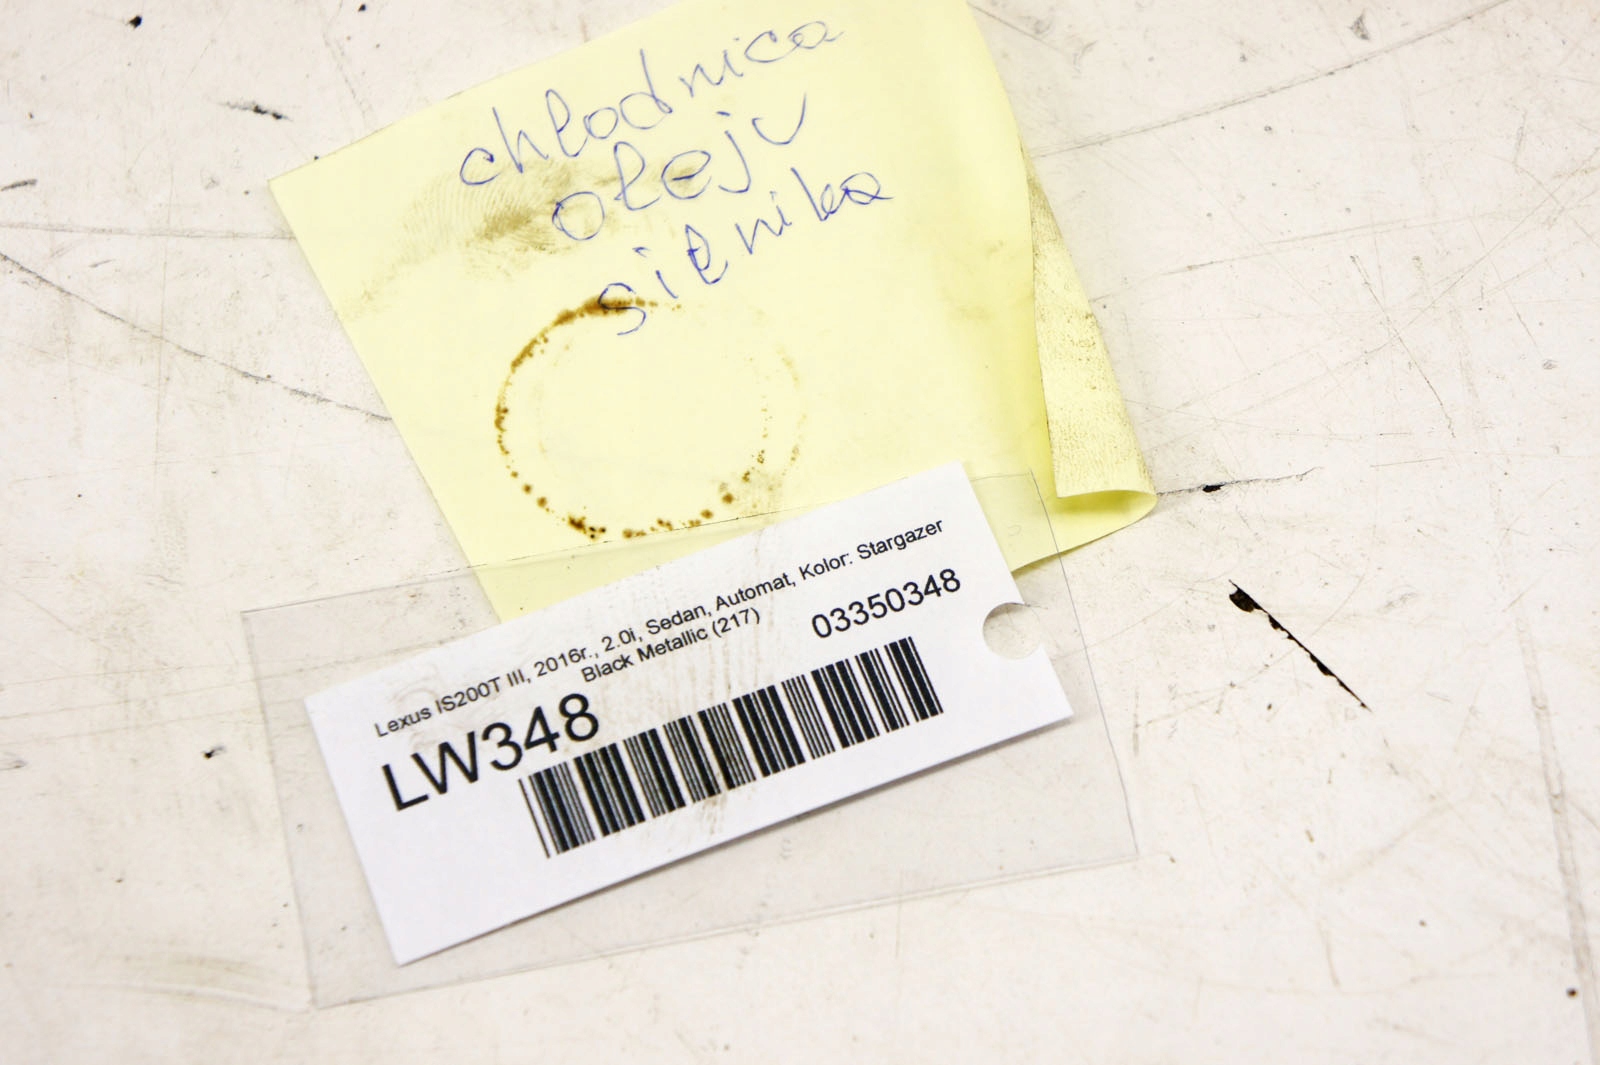 chłodnica
oleju
silnika
Lexus IS200T III, 2016r., 2.0i, Sedan, Automat, Kolor: Stargazer
Black Metallic (217)
03350348
LW348